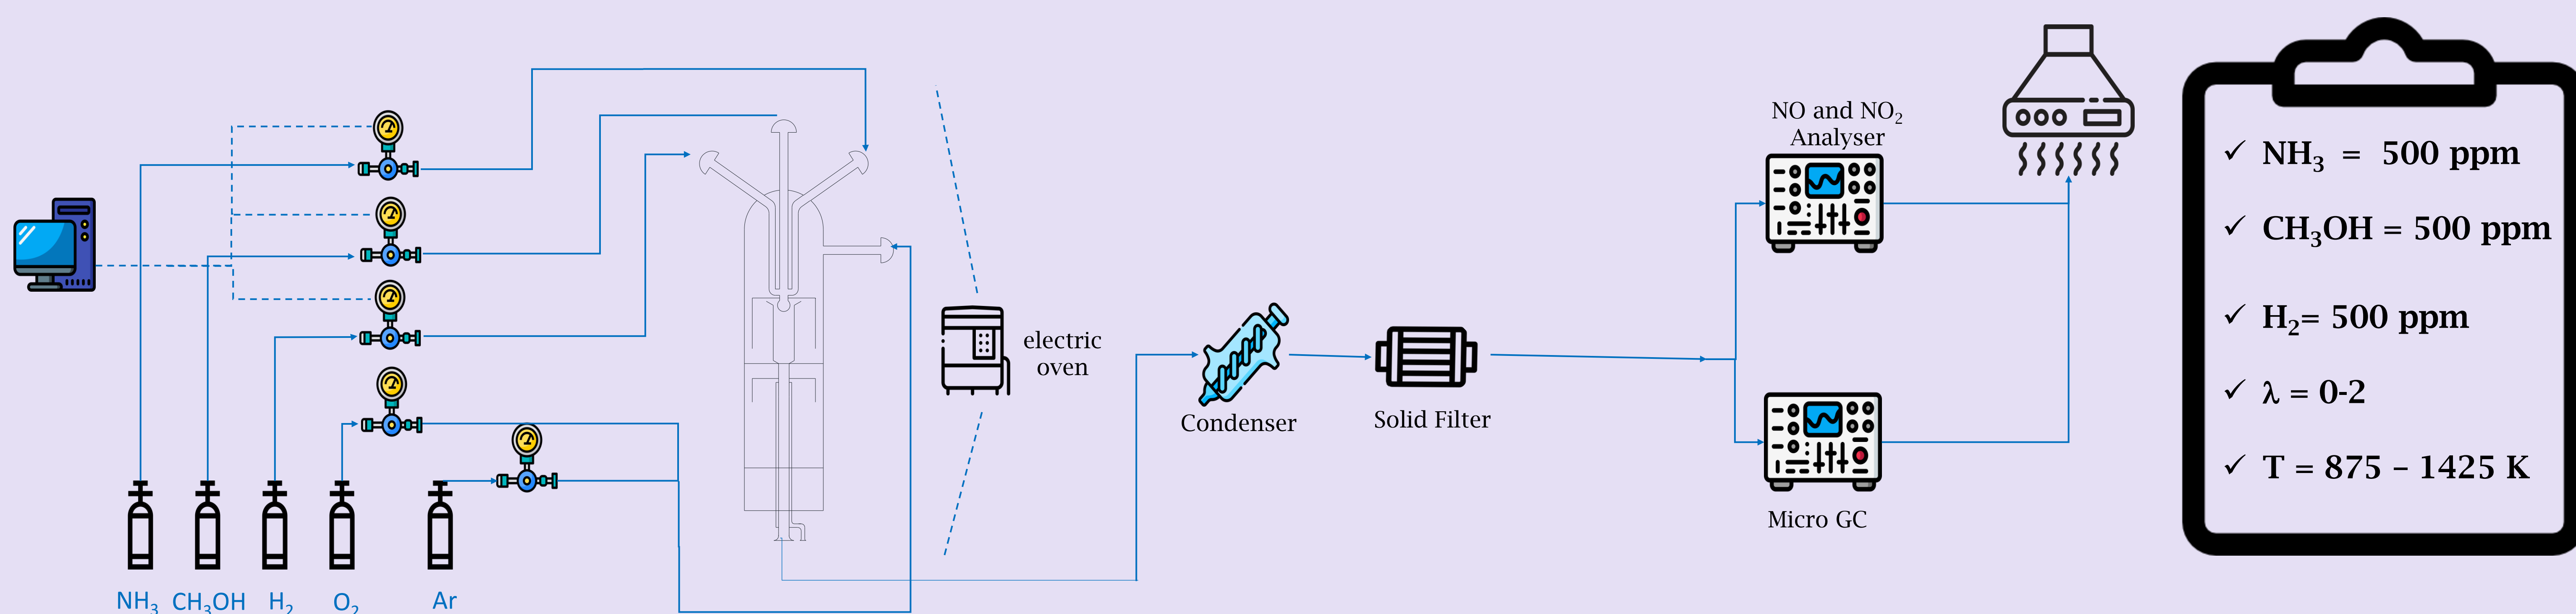 NH₃
CH₃OH
H₂
O₂
Ar
electric
oven
Condenser
Solid Filter
NO and NO₂
Analyser
Micro GC
✓ NH₃ = 500 ppm
✓ CH₃OH = 500 ppm
✓ H₂= 500 ppm
✓ λ = 0-2
✓ T = 875 – 1425 K